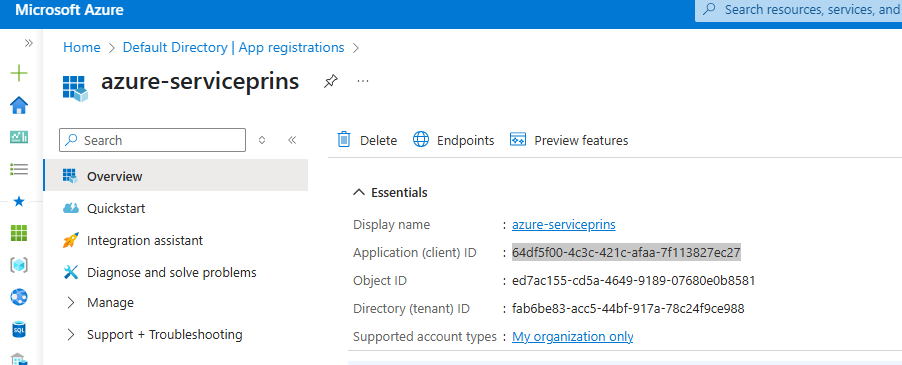 Microsoft Azure
Search resources, services, and
Home > Default Directory | App registrations >
azure-serviceprins
Search
Delete
Endpoints
Preview features
Overview
Quickstart
Integration assistant
Diagnose and solve problems
Manage
Support + Troubleshooting
Essentials
Display name : azure-serviceprins
Application (client) ID : 64df5f00-4c3c-421c-afaa-7f113827ec27
Object ID : ed7ac155-cd5a-4649-9189-07680e0b8581
Directory (tenant) ID : fab6be83-acc5-44bf-917a-78c24f9ce988
Supported account types : My organization only